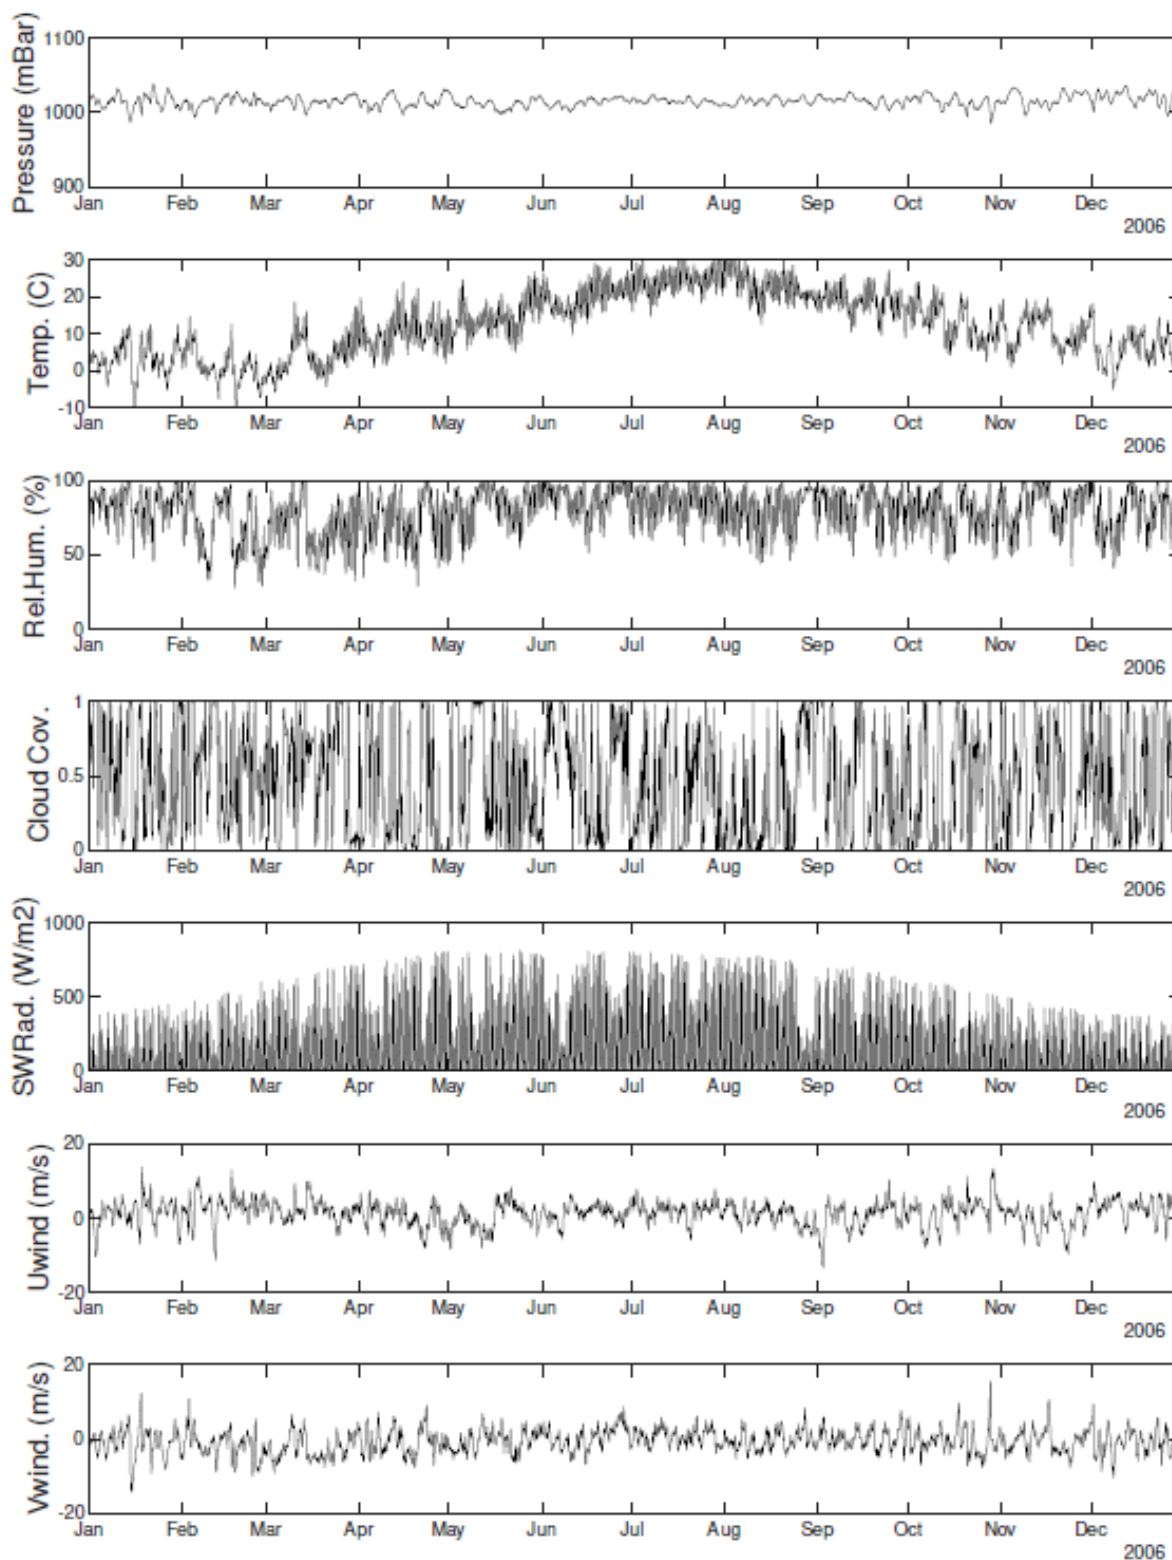 Pressure (mBar)
1100
1000
900
Jan Feb Mar Apr May Jun Jul Aug Sep Oct Nov Dec
2006
Temp. (C)
30
20
10
0
-10
Jan Feb Mar Apr May Jun Jul Aug Sep Oct Nov Dec
2006
Rel.Hum. (%)
100
50
0
Jan Feb Mar Apr May Jun Jul Aug Sep Oct Nov Dec
2006
Cloud Cov.
1
0.5
0
Jan Feb Mar Apr May Jun Jul Aug Sep Oct Nov Dec
2006
SWRad. (W/m2)
1000
500
0
Jan Feb Mar Apr May Jun Jul Aug Sep Oct Nov Dec
2006
Uwind (m/s)
20
0
-20
Jan Feb Mar Apr May Jun Jul Aug Sep Oct Nov Dec
2006
Vwind. (m/s)
20
0
-20
Jan Feb Mar Apr May Jun Jul Aug Sep Oct Nov Dec
2006